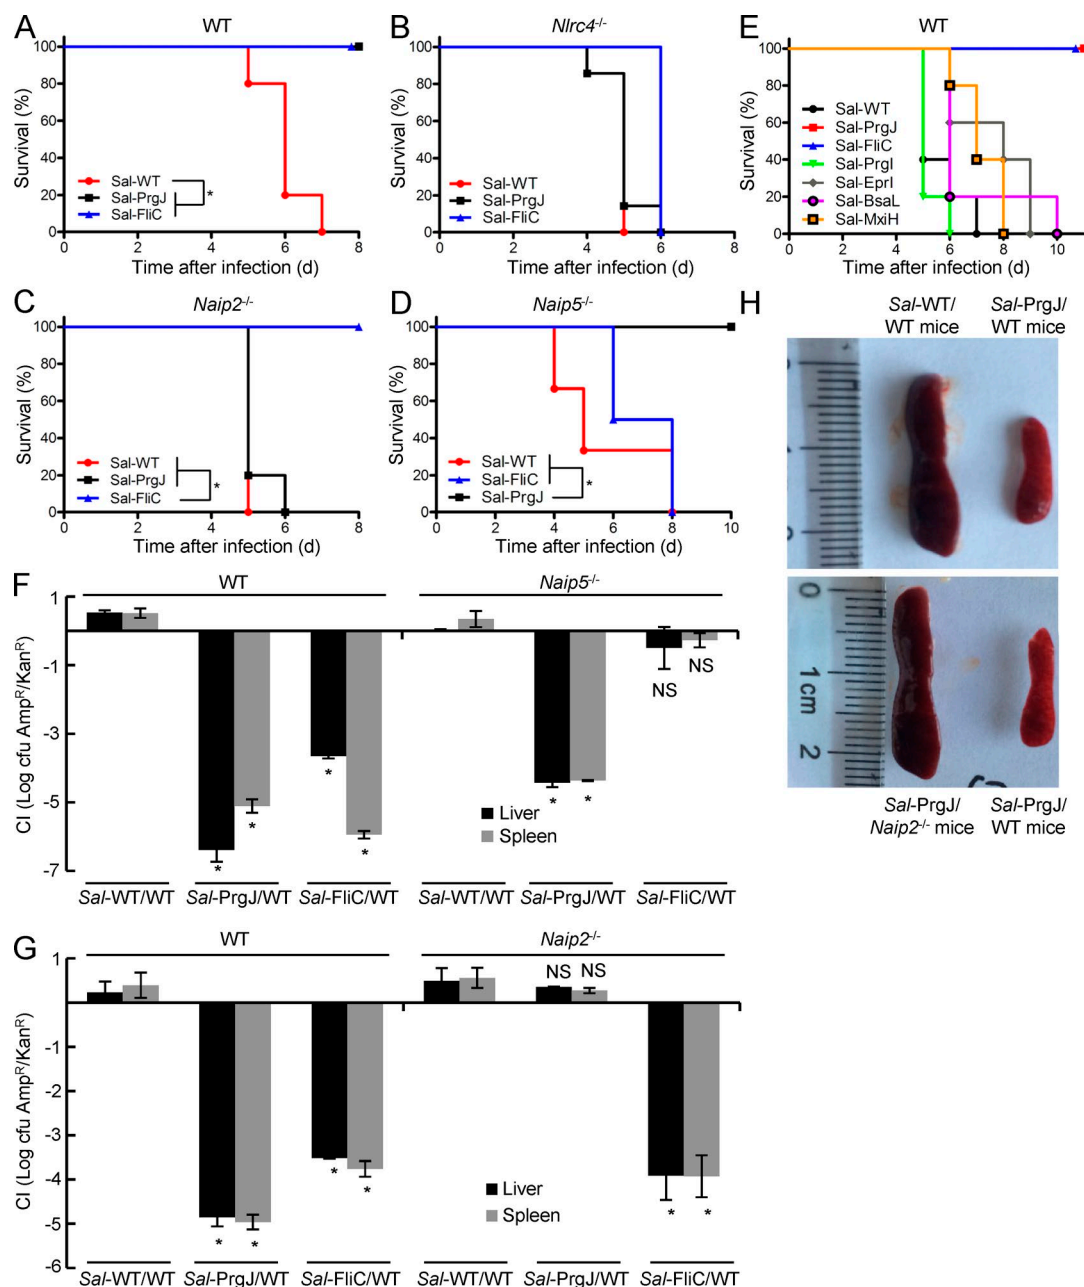 A
WT
Survival (%)
100
80
60
40
20
0
Sal-WT
Sal-PrgJ
Sal-FliC
*
0 2 4 6 8
Time after infection (d)
B
Nlrc4-/-
Survival (%)
100
80
60
40
20
0
Sal-WT
Sal-PrgJ
Sal-FliC
0 2 4 6 8
Time after infection (d)
E
WT
Survival (%)
100
80
60
40
20
0
Sal-WT
Sal-PrgJ
Sal-FliC
Sal-PrgI
Sal-EprI
Sal-BsaL
Sal-MxiH
0 2 4 6 8 10
Time after infection (d)
C
Naip2-/-
Survival (%)
100
80
60
40
20
0
Sal-WT
Sal-PrgJ
Sal-FliC
*
0 2 4 6 8
Time after infection (d)
D
Naip5-/-
Survival (%)
100
80
60
40
20
0
Sal-WT
Sal-FliC
Sal-PrgJ
*
0 2 4 6 8 10
Time after infection (d)
H
Sal-WT/
WT mice
Sal-PrgJ/
WT mice
0
1
cm
2
Sal-PrgJ/
Naip2-/- mice
Sal-PrgJ/
WT mice
F
WT
Naip5-/-
CI (Log cfu AmpR/KanR)
1
-1
-3
-5
-7
* * * * * * NS NS
Liver
Spleen
Sal-WT/WT Sal-PrgJ/WT Sal-FliC/WT Sal-WT/WT Sal-PrgJ/WT Sal-FliC/WT
G
WT
Naip2-/-
CI (Log cfu AmpR/KanR)
1
-1
-2
-3
-4
-5
-6
NS NS
* * * * * *
Liver
Spleen
Sal-WT/WT Sal-PrgJ/WT Sal-FliC/WT Sal-WT/WT Sal-PrgJ/WT Sal-FliC/WT